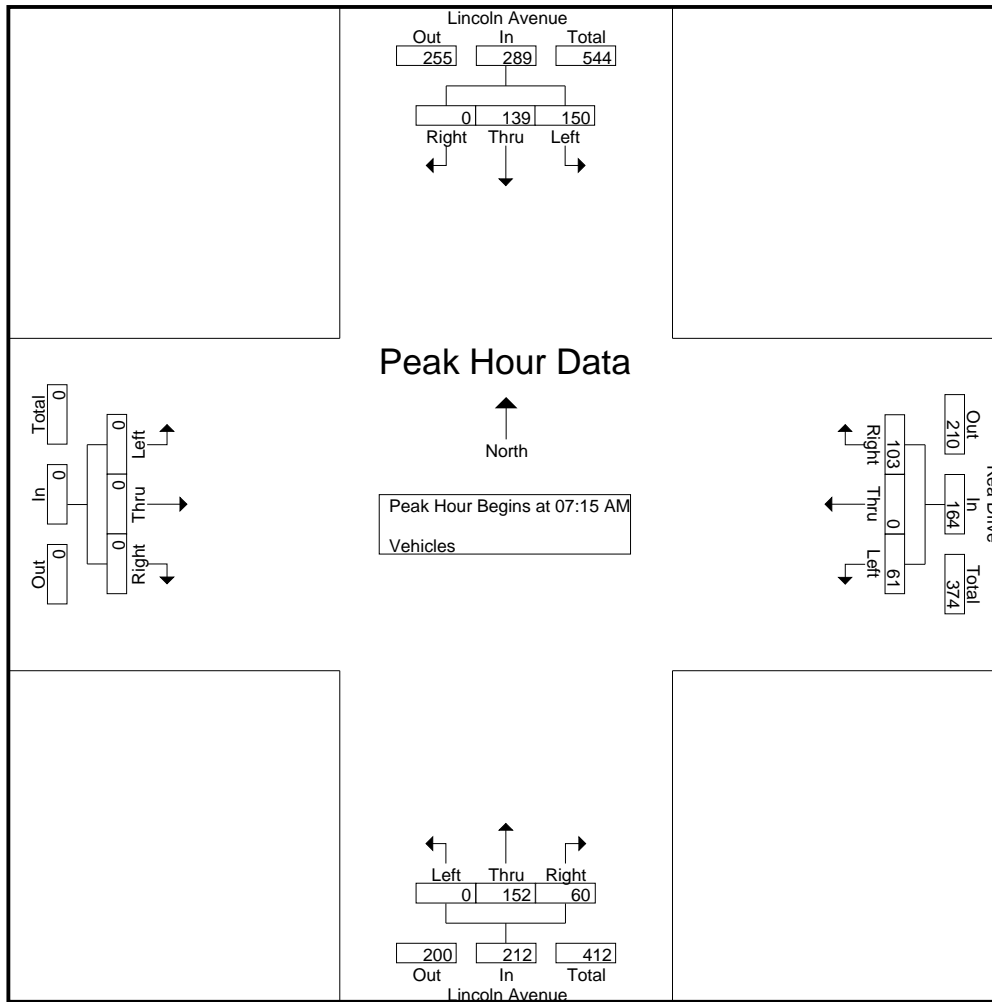 Lincoln Avenue
Out In Total
255 289 544
0 139 150
Right Thru Left
Peak Hour Data
North
Peak Hour Begins at 07:15 AM
Vehicles
Total In Out
0 0 0
0 0 0
Left Thru Right
Right Thru Left
103 0 61
Out In Total
210 164 374
Left Thru Right
0 152 60
200 212 412
Out In Total
Lincoln Avenue